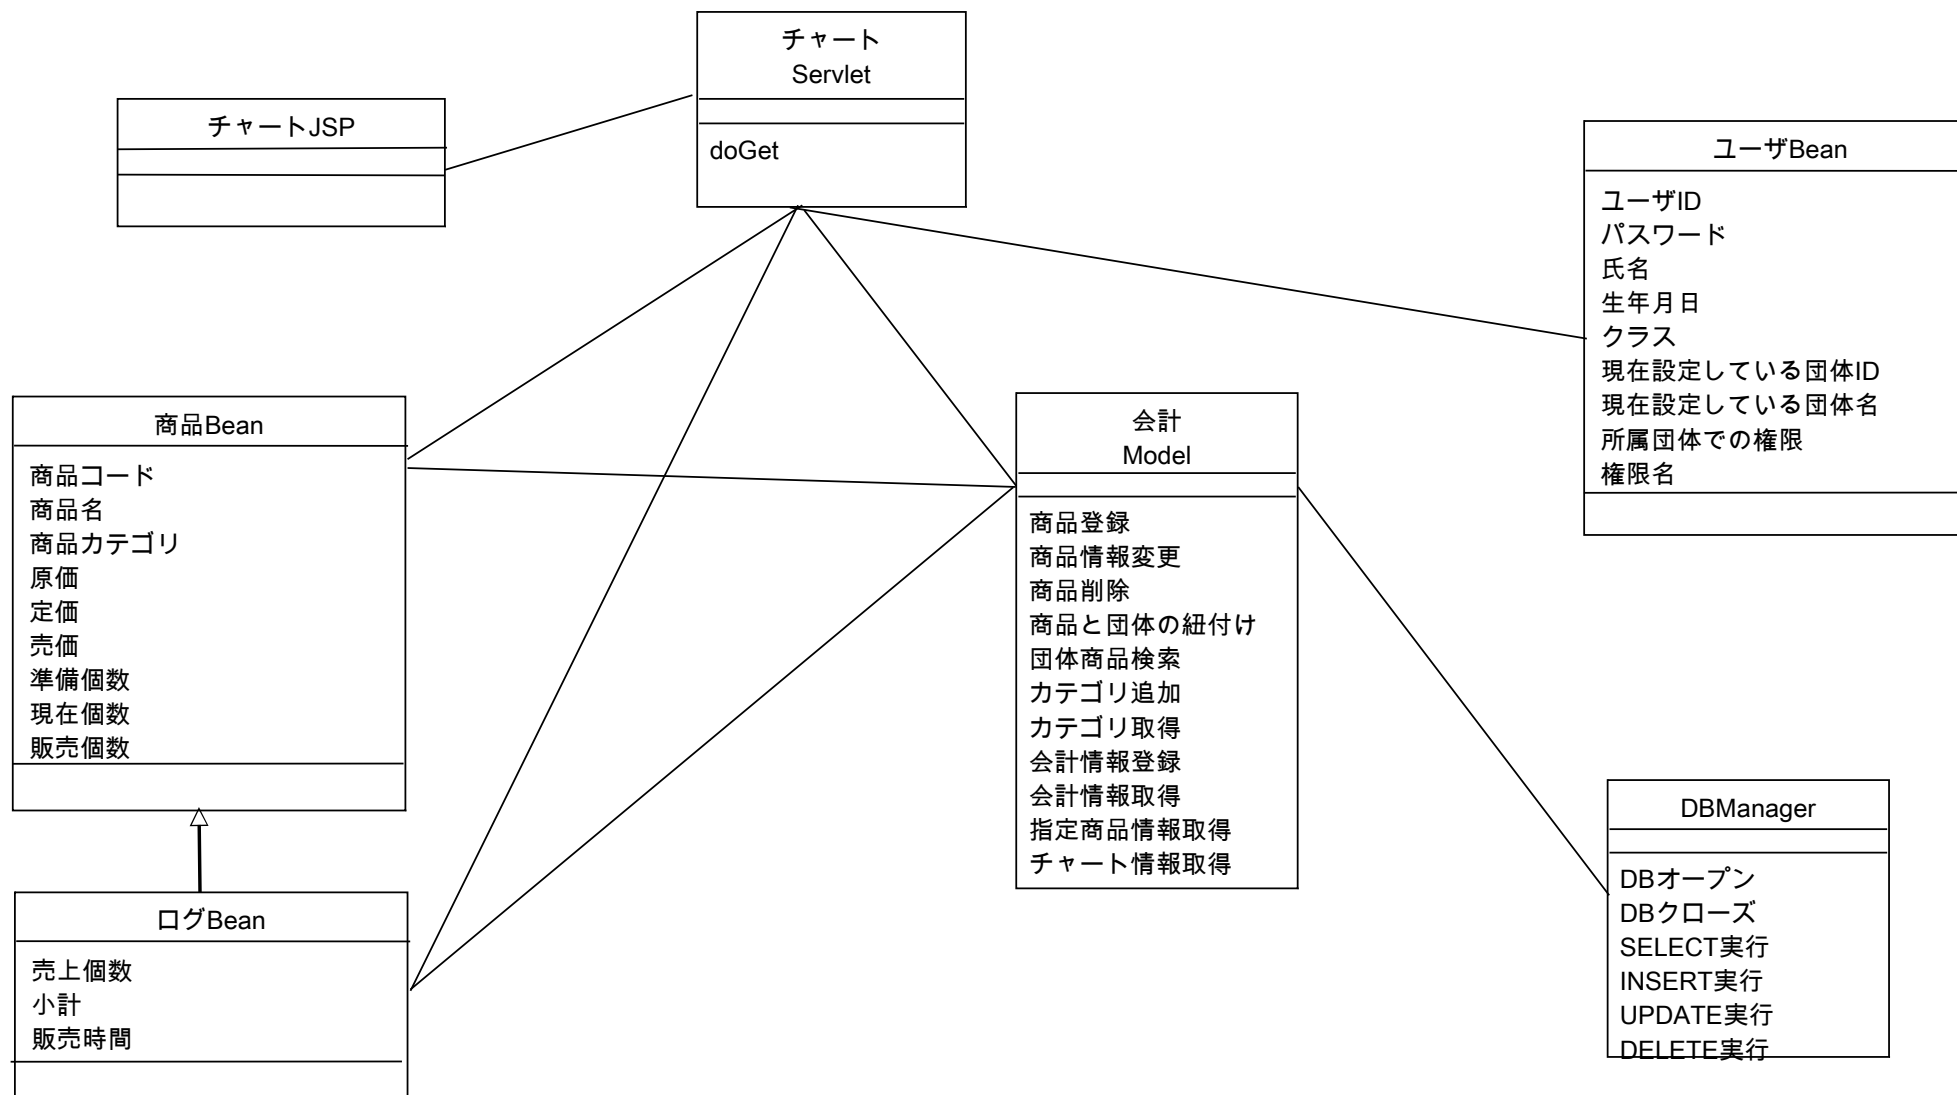 チャート
Servlet
doGet
チャートJSP
ユーザBean
ユーザID
パスワード
氏名
生年月日
クラス
現在設定している団体ID
現在設定している団体名
所属団体での権限
権限名
商品Bean
商品コード
商品名
商品カテゴリ
原価
定価
売価
準備個数
現在個数
販売個数
会計
Model
商品登録
商品情報変更
商品削除
商品と団体の紐付け
団体商品検索
カテゴリ追加
カテゴリ取得
会計情報登録
会計情報取得
指定商品情報取得
チャート情報取得
DBManager
DBオープン
DBクローズ
SELECT実行
INSERT実行
UPDATE実行
DELETE実行
ログBean
売上個数
小計
販売時間